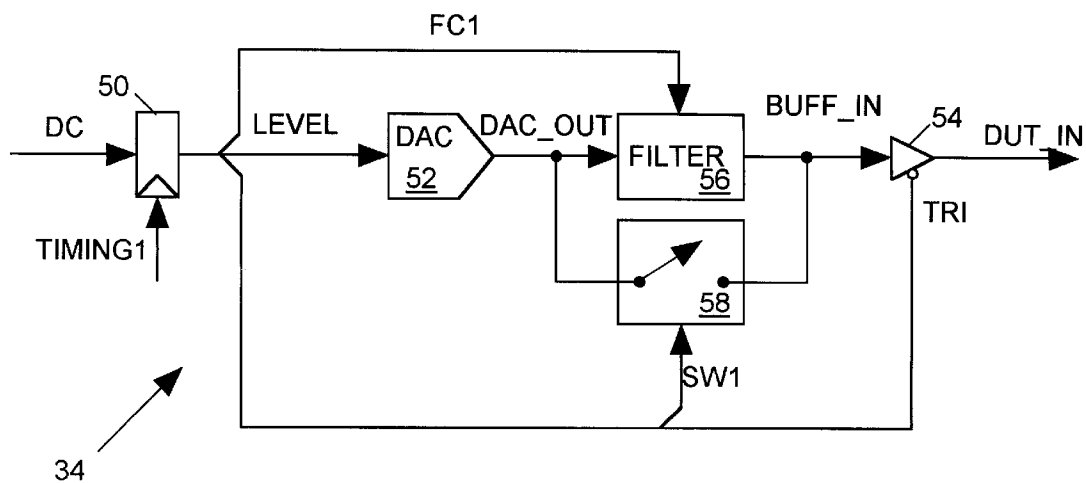 FC1
50
DC
LEVEL
DAC
52
DAC_OUT
FILTER
56
BUFF_IN
54
DUT_IN
TRI
TIMING1
58
SW1
34